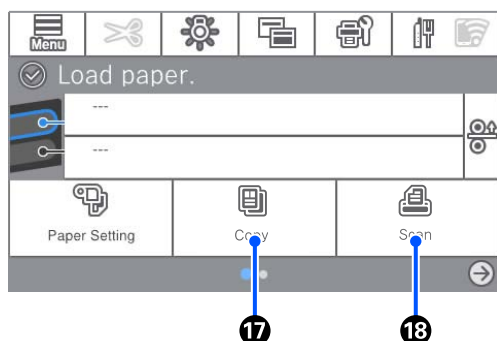 Menu
Load paper.
---
---
Paper Setting
Copy
Scan
17
18